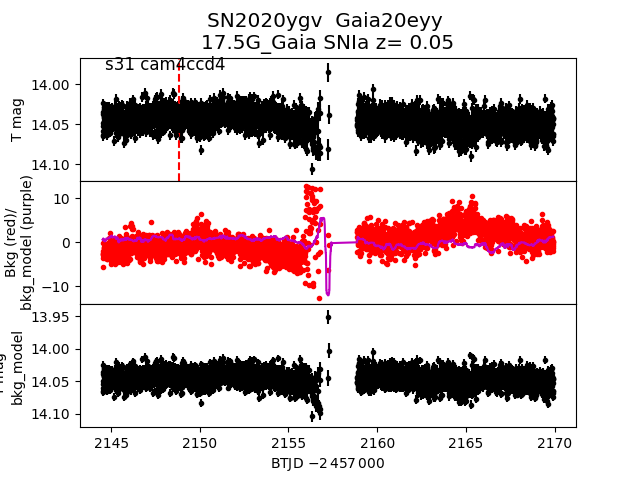 SN2020ygv  Gaia20eyy
17.5G_Gaia SNIa z= 0.05
s31 cam4ccd4
T mag
14.00
14.05
14.10
Bkg (red)/
bkg_model (purple)
10
0
−10
bkg_model
13.95
14.00
14.05
14.10
2145
2150
2155
2160
2165
2170
BTJD −2 457 000